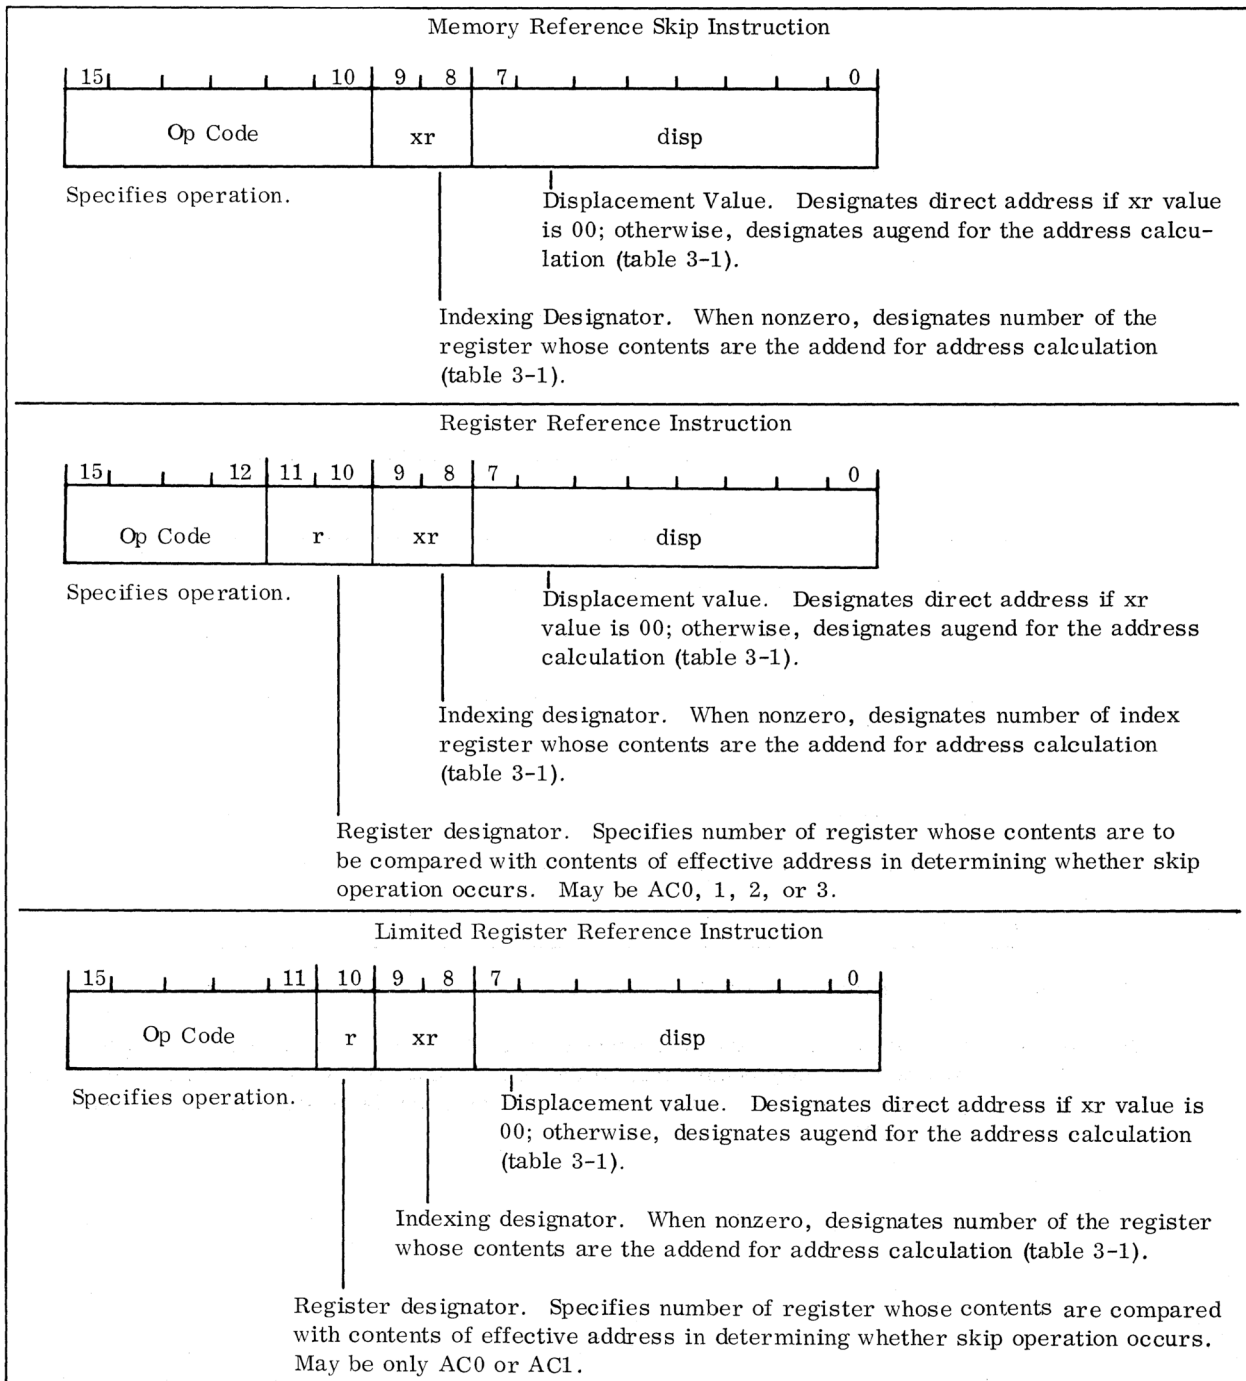 Memory Reference Skip Instruction
15 10 9 8 7 0
Op Code xr disp
Specifies operation.
Displacement Value. Designates direct address if xr value
is 00; otherwise, designates augend for the address calcu-
lation (table 3-1).
Indexing Designator. When nonzero, designates number of the
register whose contents are the addend for address calculation
(table 3-1).
Register Reference Instruction
15 12 11 10 9 8 7 0
Op Code r xr disp
Specifies operation.
Displacement value. Designates direct address if xr
value is 00; otherwise, designates augend for the address
calculation (table 3-1).
Indexing designator. When nonzero, designates number of index
register whose contents are the addend for address calculation
(table 3-1).
Register designator. Specifies number of register whose contents are to
be compared with contents of effective address in determining whether skip
operation occurs. May be AC0, 1, 2, or 3.
Limited Register Reference Instruction
15 11 10 9 8 7 0
Op Code r xr disp
Specifies operation.
Displacement value. Designates direct address if xr value is
00; otherwise, designates augend for the address calculation
(table 3-1).
Indexing designator. When nonzero, designates number of the register
whose contents are the addend for address calculation (table 3-1).
Register designator. Specifies number of register whose contents are compared
with contents of effective address in determining whether skip operation occurs.
May be only AC0 or AC1.